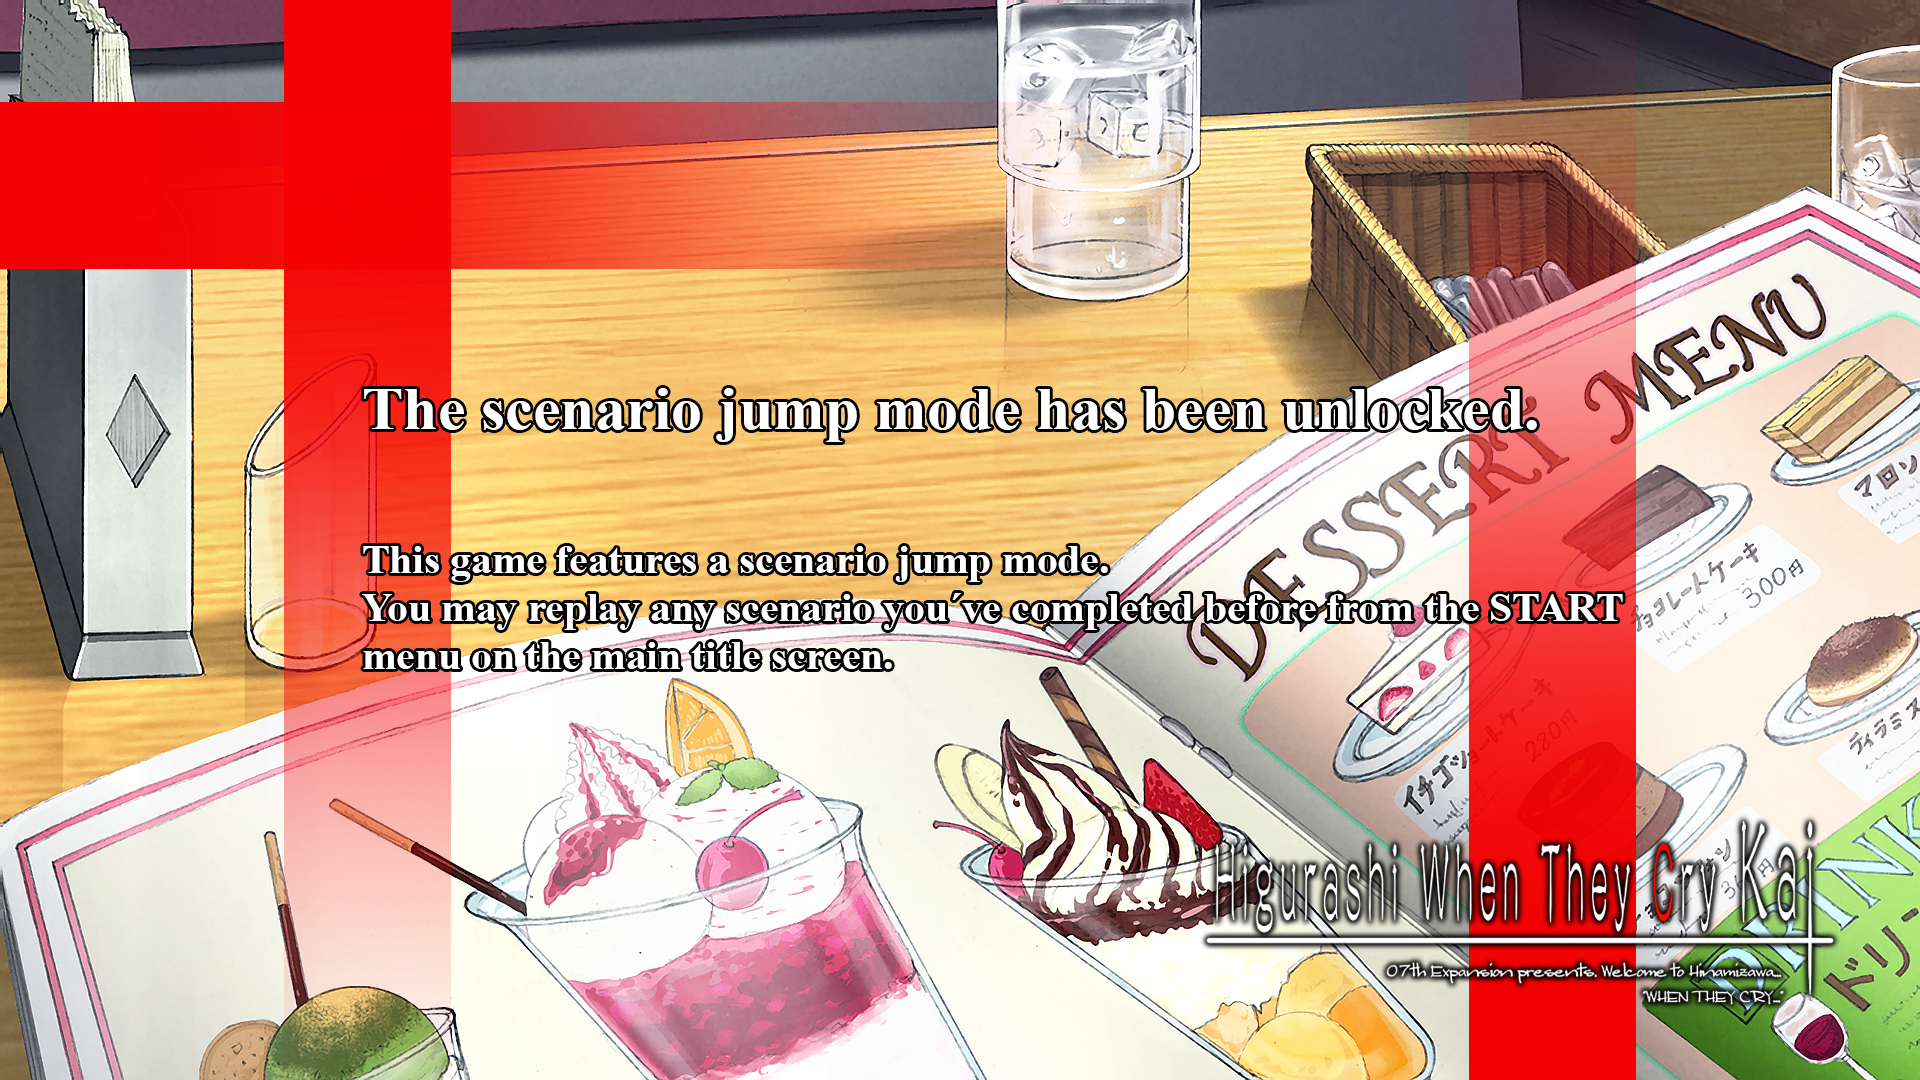 The scenario jump mode has been unlocked.
This game features a scenario jump mode.
You may replay any scenario you´ve completed before from the START
menu on the main title screen.
DESSERT MENU
マロン
チョコレートケーキ
300円
イチゴショートケーキ
280円
ティラミス
DRINK
ドリー
Higurashi When They Cry Kai
07th Expansion presents. Welcome to Hinamizawa...
"WHEN THEY CRY..."